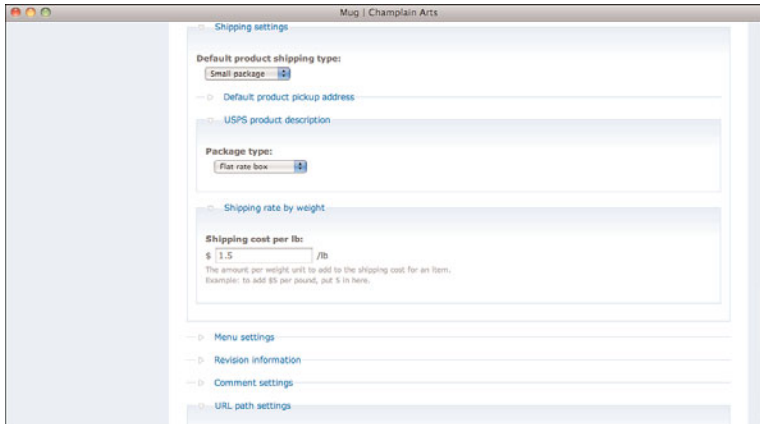 Mug | Champlain Arts
Shipping settings
Default product shipping type:
Small package
Default product pickup address
USPS product description
Package type:
Flat rate box
Shipping rate by weight
Shipping cost per lb:
$ 1.5 /lb
The amount per weight unit to add to the shipping cost for an item.
Example: to add $5 per pound, put 5 in here.
Menu settings
Revision information
Comment settings
URL path settings